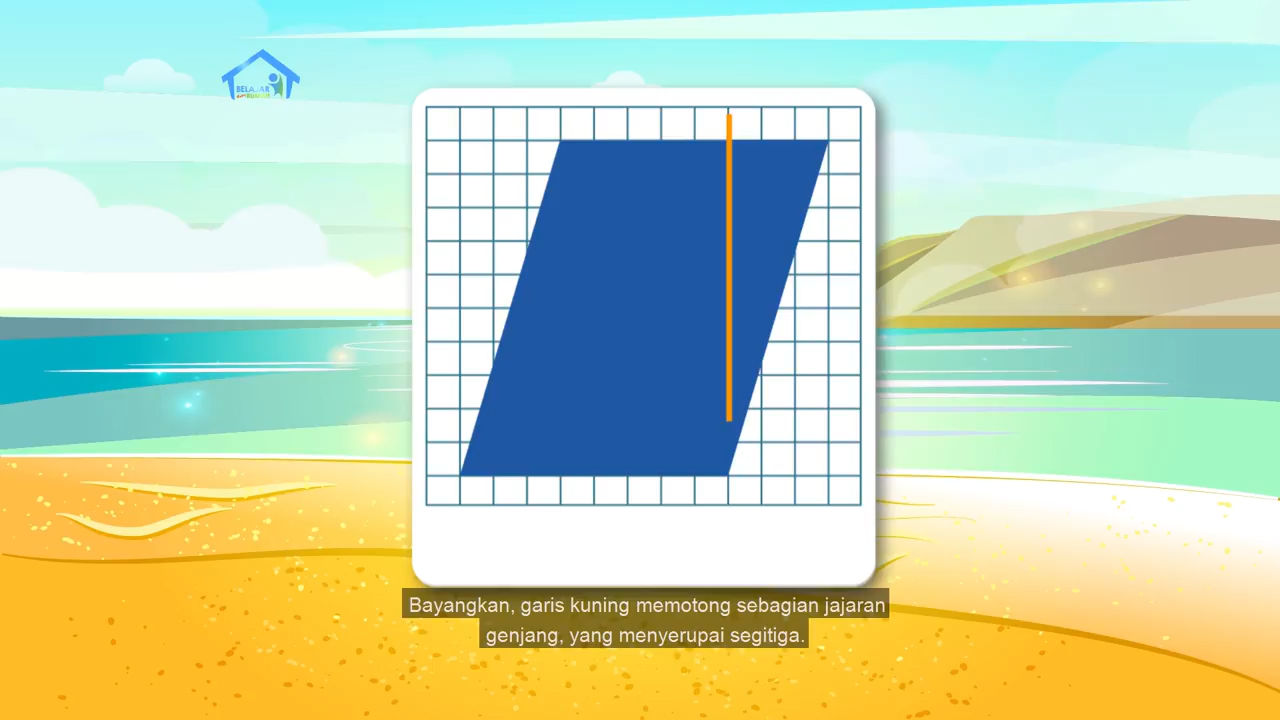 BELAJAR
Bayangkan, garis kuning memotong sebagian jajaran
genjang, yang menyerupai segitiga.